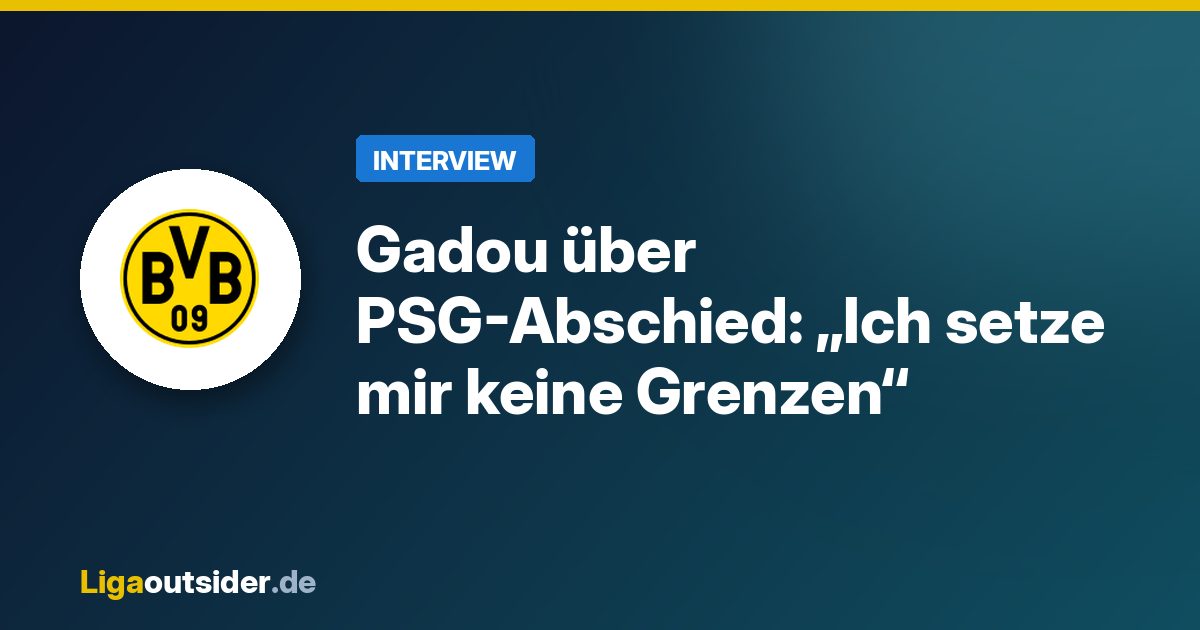 INTERVIEW
Gadou über
PSG-Abschied: „Ich setze
mir keine Grenzen“
BVB
09
Ligaoutsider.de